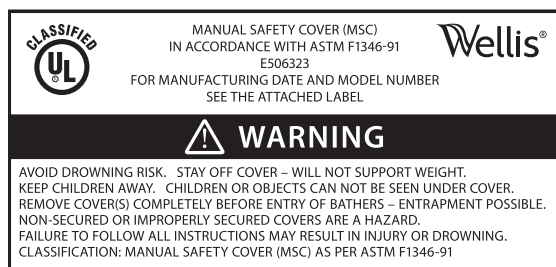 CLASSIFIED
UL
®
MANUAL SAFETY COVER (MSC)
IN ACCORDANCE WITH ASTM F1346-91
E506323
FOR MANUFACTURING DATE AND MODEL NUMBER
SEE THE ATTACHED LABEL
Wellis®
WARNING
AVOID DROWNING RISK. STAY OFF COVER – WILL NOT SUPPORT WEIGHT.
KEEP CHILDREN AWAY. CHILDREN OR OBJECTS CAN NOT BE SEEN UNDER COVER.
REMOVE COVER(S) COMPLETELY BEFORE ENTRY OF BATHERS – ENTRAPMENT POSSIBLE.
NON-SECURED OR IMPROPERLY SECURED COVERS ARE A HAZARD.
FAILURE TO FOLLOW ALL INSTRUCTIONS MAY RESULT IN INJURY OR DROWNING.
CLASSIFICATION: MANUAL SAFETY COVER (MSC) AS PER ASTM F1346-91